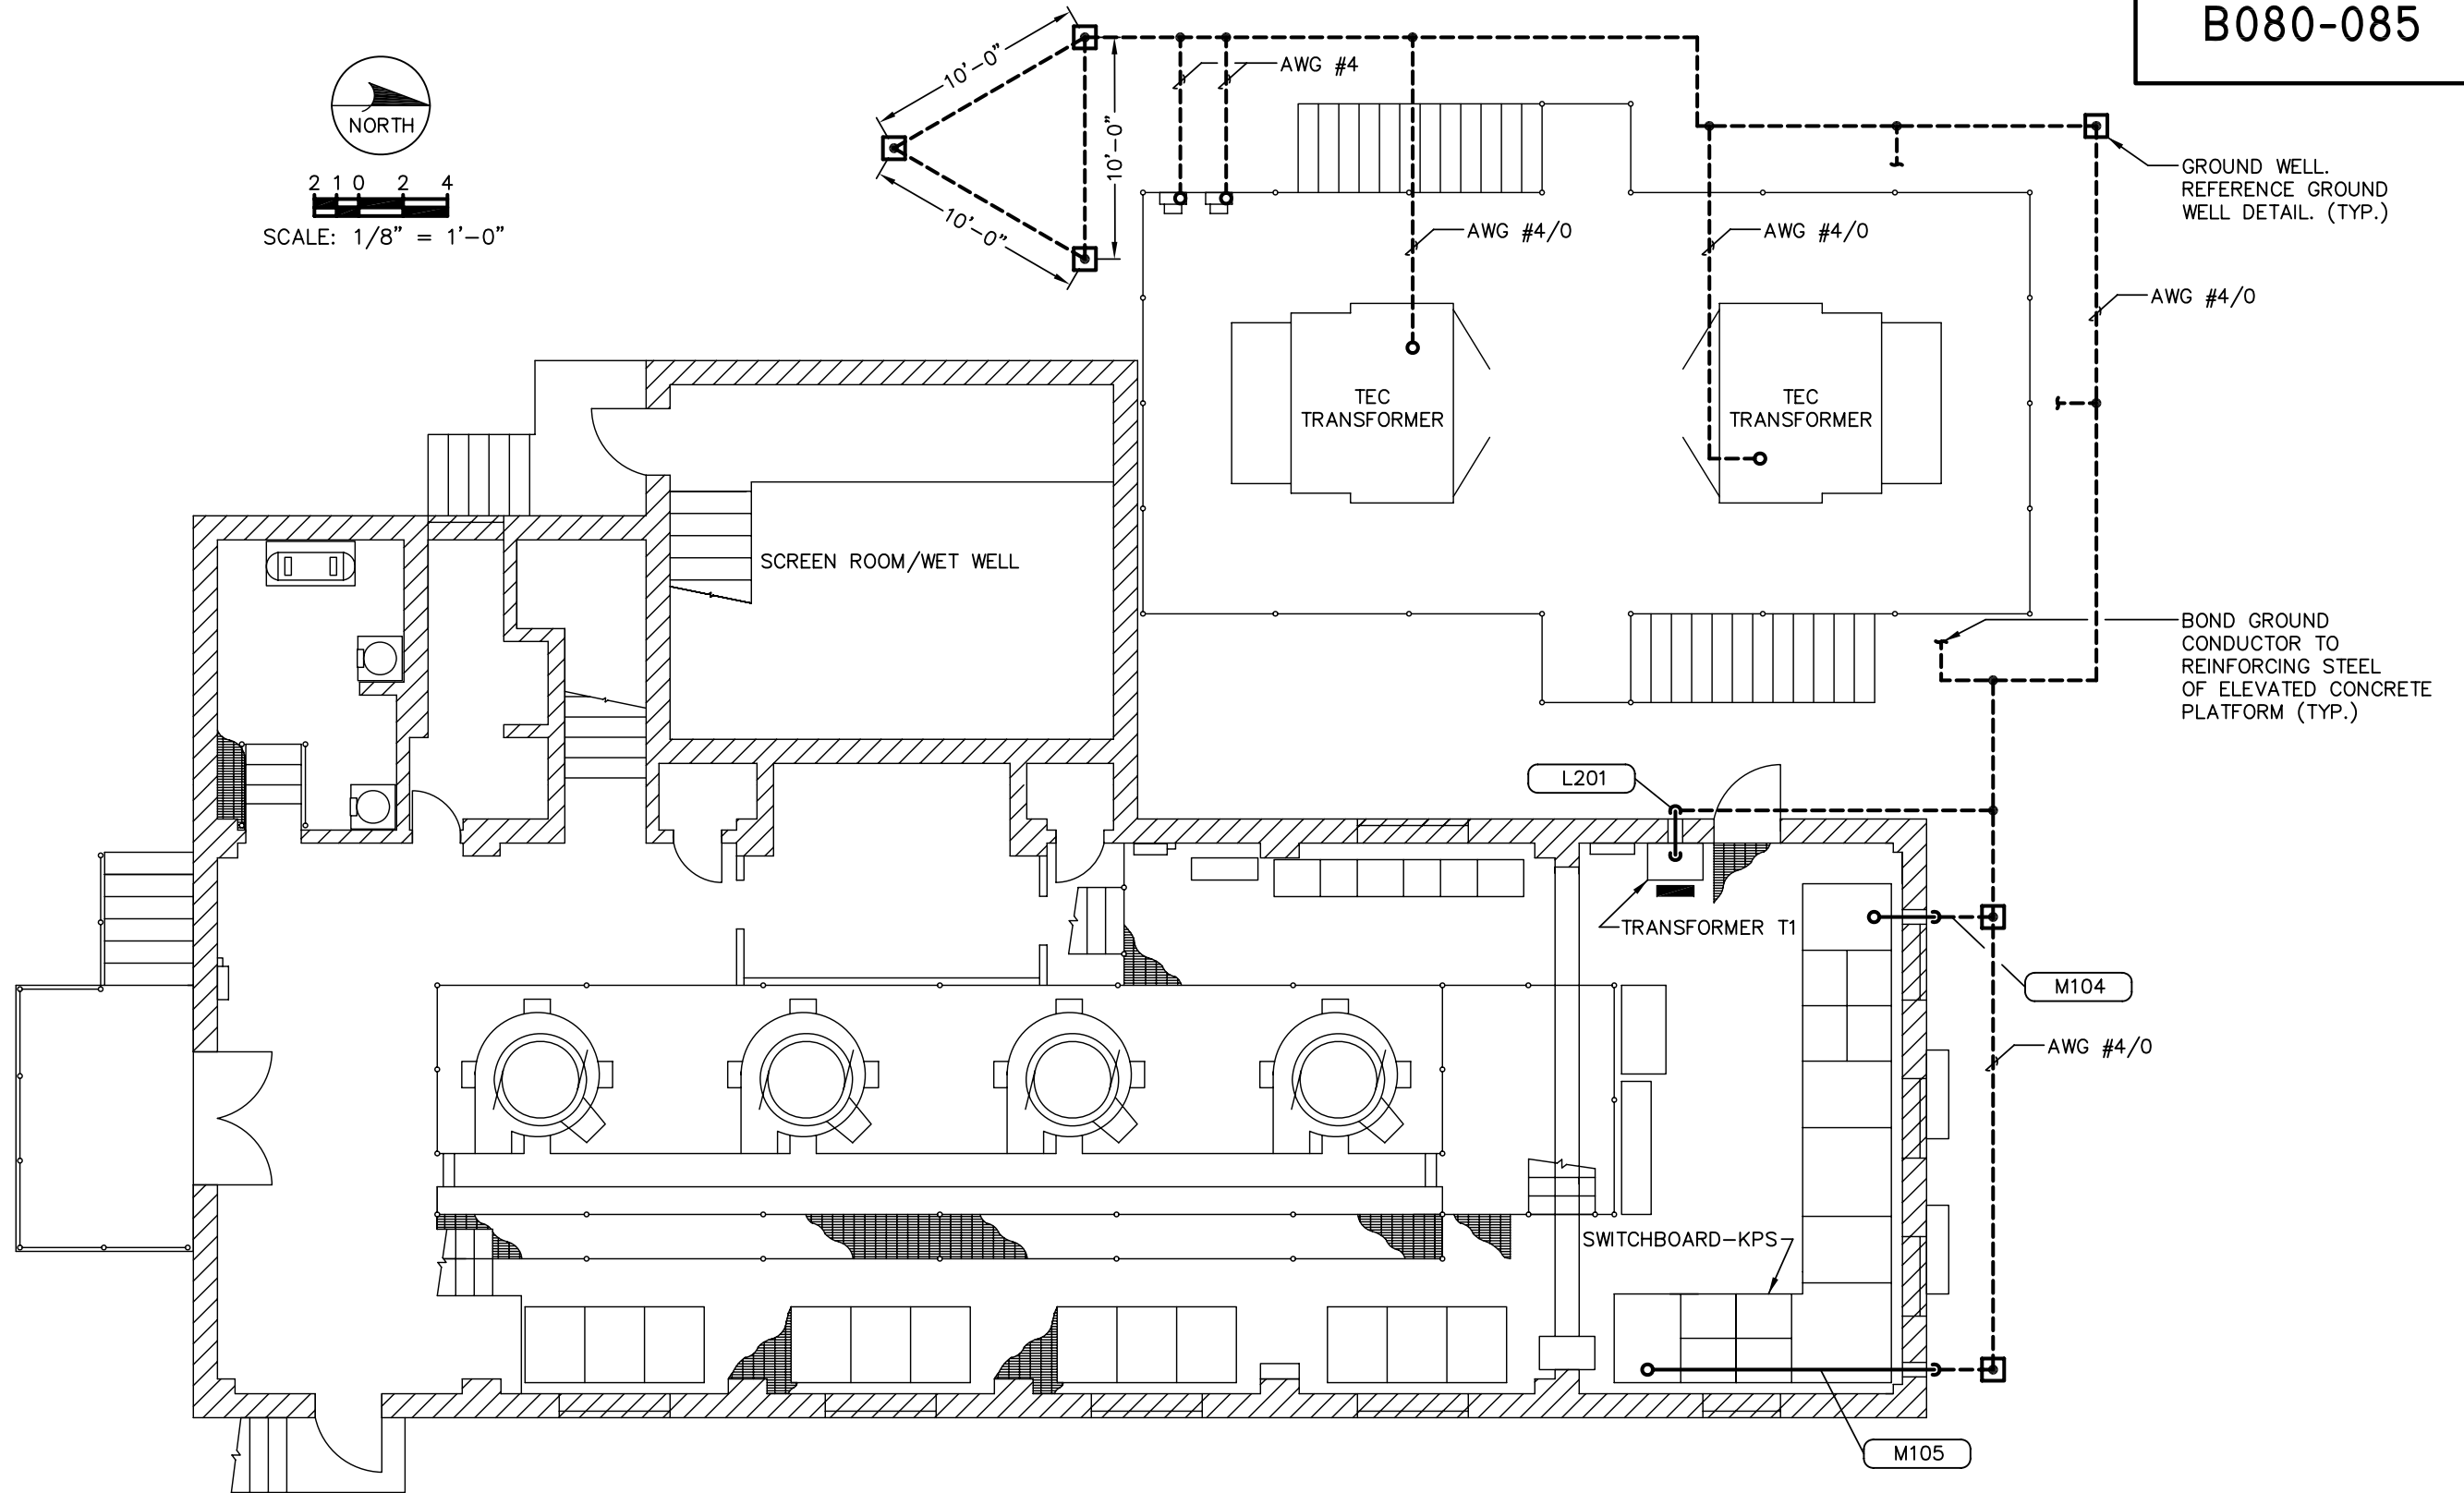 B080-085
NORTH
2 1 0 2 4
SCALE: 1/8" = 1'-0"
10'-0"
10'-0"
10'-0"
AWG #4
AWG #4/0
AWG #4/0
GROUND WELL.
REFERENCE GROUND
WELL DETAIL. (TYP.)
AWG #4/0
TEC
TRANSFORMER
TEC
TRANSFORMER
SCREEN ROOM/WET WELL
BOND GROUND
CONDUCTOR TO
REINFORCING STEEL
OF ELEVATED CONCRETE
PLATFORM (TYP.)
L201
TRANSFORMER T1
M104
AWG #4/0
SWITCHBOARD-KPS
M105